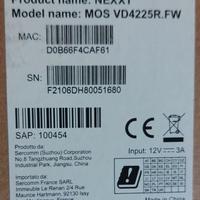 Product name: NEXXT
Model name: MOS VD4225R.FW
MAC:
D0B66F4CAF61
SN:
F2106DH80051680
SAP: 100454
Input: 12V ⎓ 3A
Prodotto da
Sercomm (Suzhou) Corporation
No.8 Tangzhuang Road,Suzhou
Industrial Park, Jiangsu, China
Importato da
Sercomm France SARL
Immeuble Le Renan 2/4 Rue
Maurice Hartmann, 92130 Issy